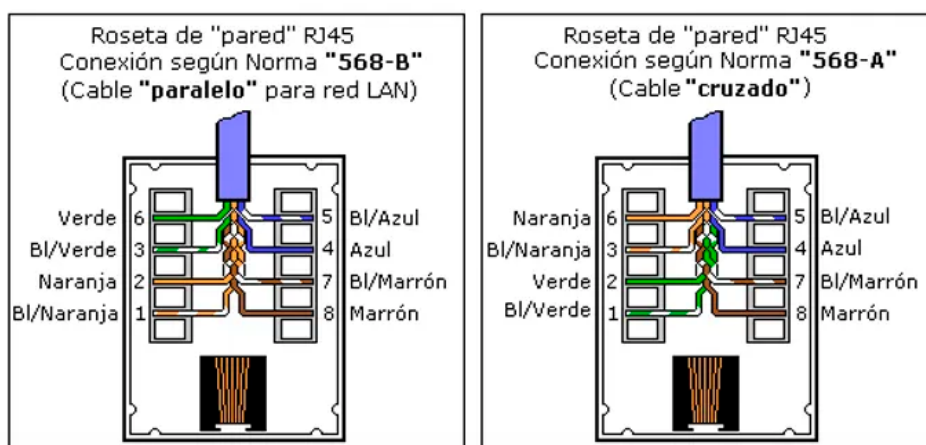 Roseta de "pared" RJ45
Conexión según Norma "568-B"
(Cable "paralelo" para red LAN)
Verde 6 5 Bl/Azul
Bl/Verde 3 4 Azul
Naranja 2 7 Bl/Marrón
Bl/Naranja 1 8 Marrón
Roseta de "pared" RJ45
Conexión según Norma "568-A"
(Cable "cruzado")
Naranja 6 5 Bl/Azul
Bl/Naranja 3 4 Azul
Verde 2 7 Bl/Marrón
Bl/Verde 1 8 Marrón